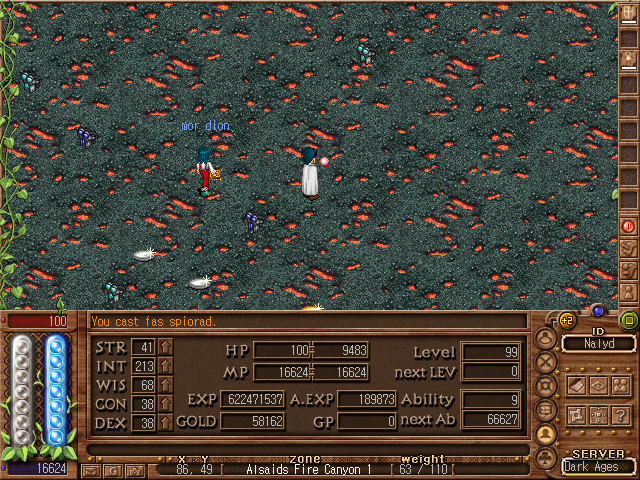 mor dion
100
You cast fas spiorad.
+2
ID
Nalyd
STR 41 HP 100 9483 Level 99
INT 213 MP 16624 16624 next LEV 0
WIS 68
CON 38 EXP 622471537 A.EXP 189873 Ability 9
DEX 38 GOLD 58162 GP 0 next Ab 66627
?
x . Y zone weight
16624 G 86, 49 [ Alsaids Fire Canyon 1 [ 63 / 110 ]
SERVER
Dark Ages